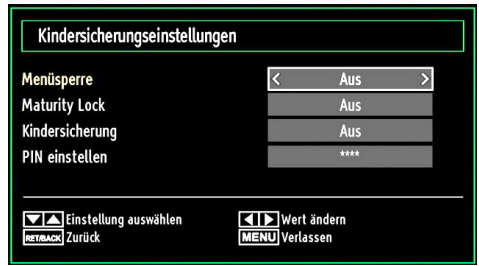 Kindersicherungseinstellungen
Menüsperre < Aus >
Maturity Lock Aus
Kindersicherung Aus
PIN einstellen ****
Einstellung auswählen Wert ändern
RET/BACK Zurück MENU Verlassen